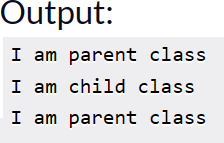 Output:
I am parent class
I am child class
I am parent class